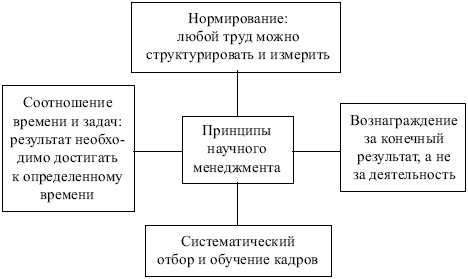 Нормирование:
любой труд можно
структурировать и измерить
Соотношение
времени и задач:
результат необхо-
димо достигать
к определенному
времени
Принципы
научного
менеджмента
Вознаграждение
за конечный
результат, а не
за деятельность
Систематический
отбор и обучение кадров